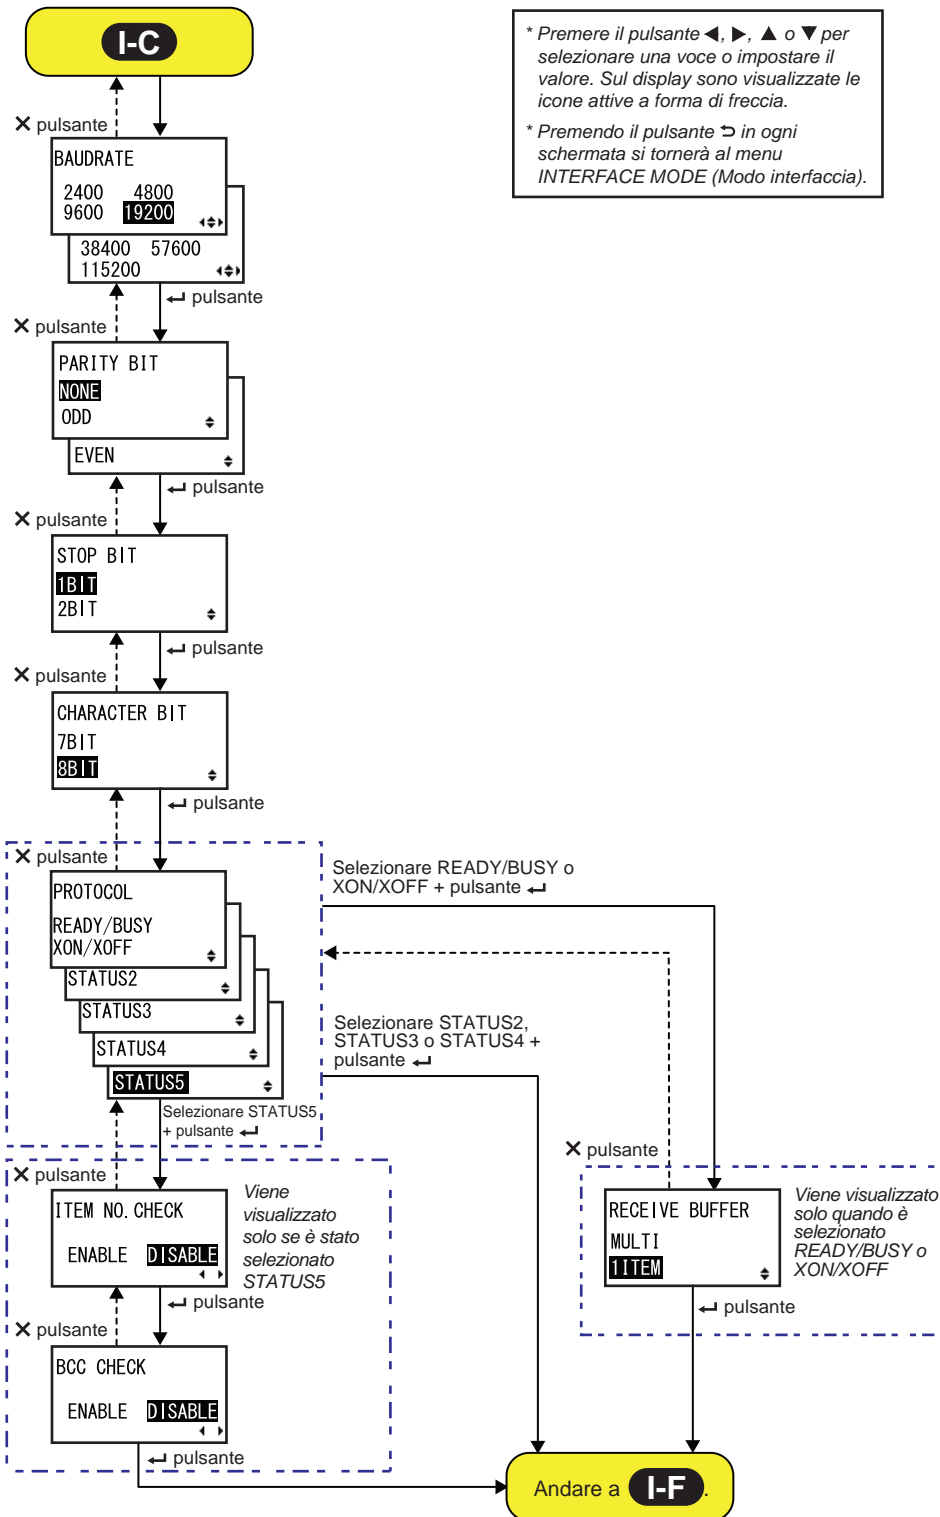 I-C
* Premere il pulsante ◀, ▶, ▲ o ▼ per
selezionare una voce o impostare il
valore. Sul display sono visualizzate le
icone attive a forma di freccia.
* Premendo il pulsante ⮌ in ogni
schermata si tornerà al menu
INTERFACE MODE (Modo interfaccia).
✕ pulsante
BAUDRATE
2400 4800
9600 19200
38400 57600
115200
↵ pulsante
✕ pulsante
PARITY BIT
NONE
ODD
EVEN
↵ pulsante
✕ pulsante
STOP BIT
1BIT
2BIT
↵ pulsante
✕ pulsante
CHARACTER BIT
7BIT
8BIT
↵ pulsante
✕ pulsante
PROTOCOL
READY/BUSY
XON/XOFF
STATUS2
STATUS3
STATUS4
STATUS5
Selezionare READY/BUSY o
XON/XOFF + pulsante ↵
Selezionare STATUS2,
STATUS3 o STATUS4 +
pulsante ↵
Selezionare STATUS5
+ pulsante ↵
✕ pulsante
ITEM NO. CHECK
ENABLE DISABLE
Viene
visualizzato
solo se è stato
selezionato
STATUS5
↵ pulsante
✕ pulsante
BCC CHECK
ENABLE DISABLE
↵ pulsante
✕ pulsante
RECEIVE BUFFER
MULTI
1ITEM
Viene visualizzato
solo quando è
selezionato
READY/BUSY o
XON/XOFF
↵ pulsante
Andare a I-F .